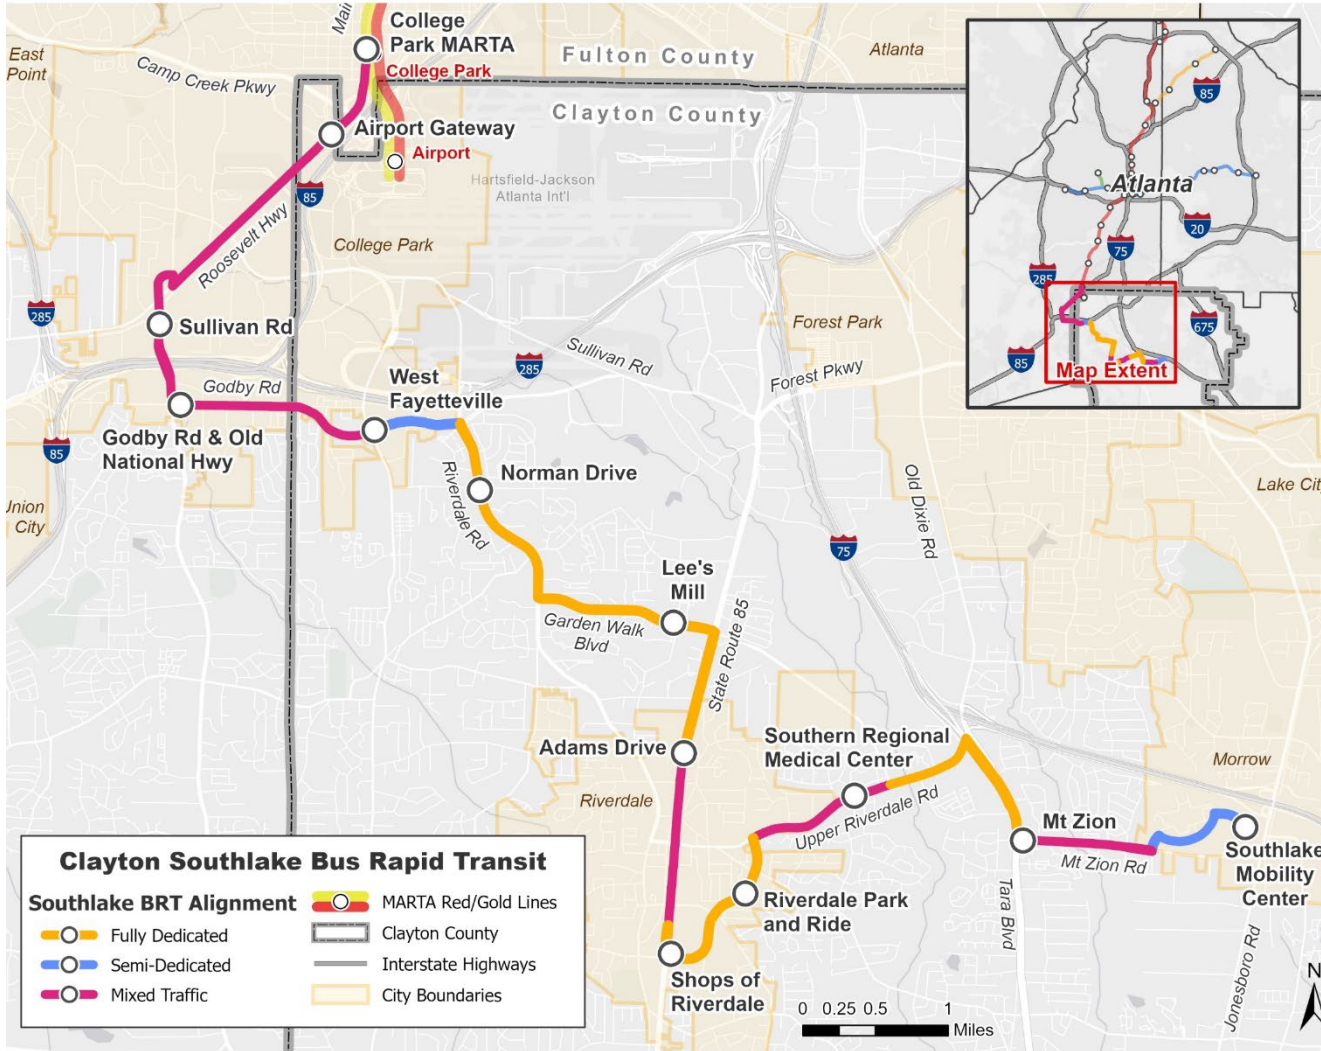 East
Point
Camp Creek Pkwy
College
Park MARTA
College Park
Fulton County
Clayton County
Atlanta
Airport Gateway
Airport
Hartsfield-Jackson
Atlanta Int'l
85
Roosevelt Hwy
College Park
285
Sullivan Rd
Godby Rd
West
Fayetteville
285
Sullivan Rd
Forest Park
Forest Pkwy
85
Godby Rd & Old
National Hwy
Union
City
Riverdale Rd
Norman Drive
Old Dixie Rd
Lake City
75
Lee's
Mill
Garden Walk
Blvd
State Route 85
Adams Drive
Riverdale
Southern Regional
Medical Center
Upper Riverdale Rd
Mt Zion
Mt Zion Rd
Morrow
Southlake
Mobility
Center
Tara Blvd
Jonesboro Rd
Riverdale Park
and Ride
Shops of
Riverdale
85
Atlanta
20
75
285
675
85
Map Extent
Clayton Southlake Bus Rapid Transit
Southlake BRT Alignment
Fully Dedicated
Semi-Dedicated
Mixed Traffic
MARTA Red/Gold Lines
Clayton County
Interstate Highways
City Boundaries
0 0.25 0.5 1
Miles
N